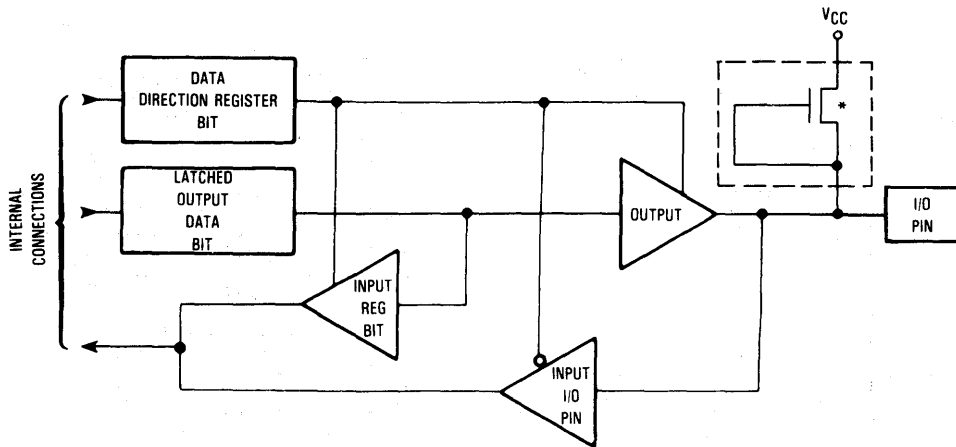 VCC
DATA
DIRECTION REGISTER
BIT
LATCHED
OUTPUT
DATA
BIT
INTERNAL
CONNECTIONS
OUTPUT
*
I/O
PIN
INPUT
REG
BIT
INPUT
I/O
PIN